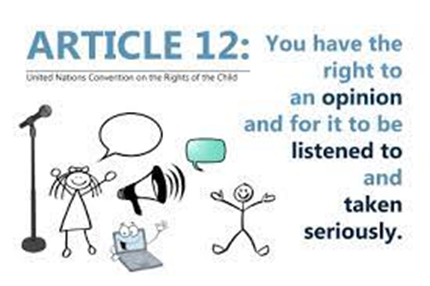 ARTICLE 12:
United Nations Convention on the Rights of the Child
You have the
right to
an opinion
and for it to be
listened to
and
taken
seriously.